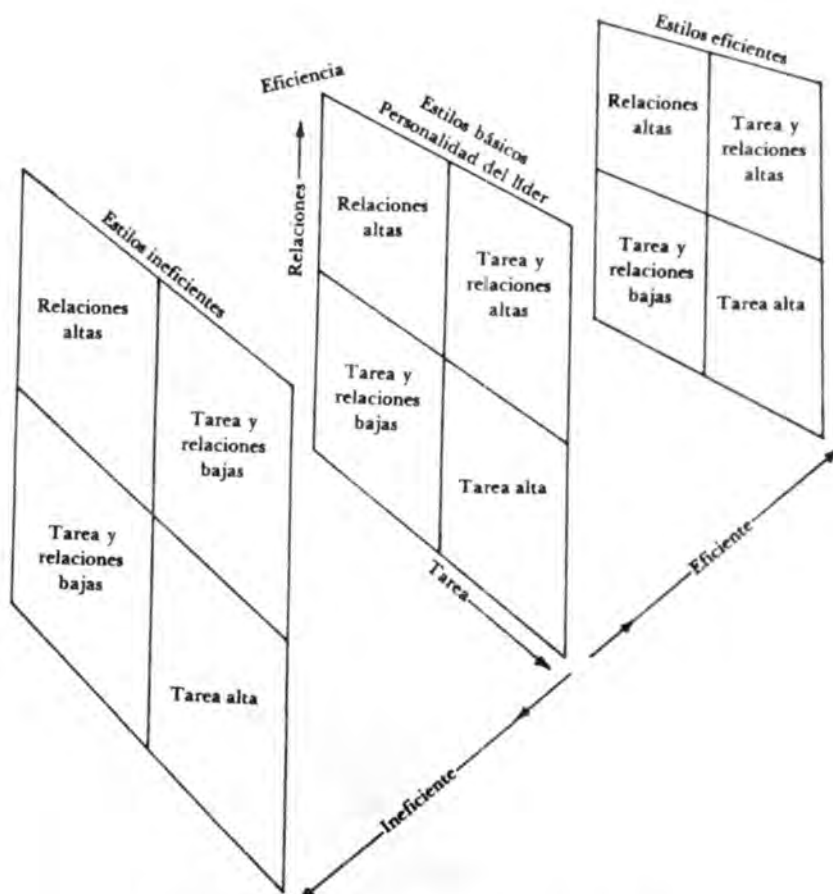 Estilos ineficientes
Relaciones
altas
Tarea y
relaciones
bajas
Tarea y
relaciones
bajas
Tarea alta
Eficiencia
Relaciones
Estilos básicos
Personalidad del líder
Relaciones
altas
Tarea y
relaciones
altas
Tarea y
relaciones
bajas
Tarea alta
Tarea
Estilos eficientes
Relaciones
altas
Tarea y
relaciones
altas
Tarea y
relaciones
bajas
Tarea alta
Eficiente
Ineficiente